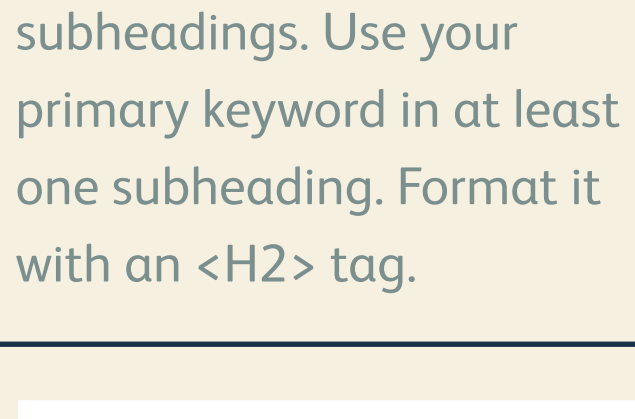 subheadings. Use your
primary keyword in at least
one subheading. Format it
with an <H2> tag.